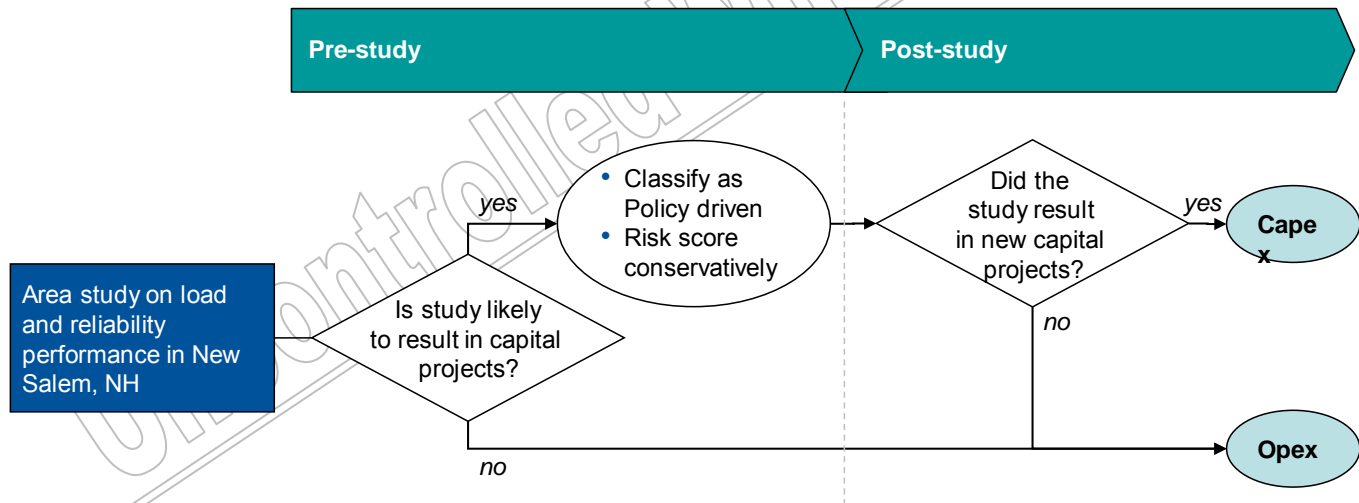 Pre-study
Post-study
Uncontrolled
yes
• Classify as
Policy driven
• Risk score
conservatively
Did the
study result
in new capital
projects?
yes
Cape
x
Area study on load
and reliability
performance in New
Salem, NH
Is study likely
to result in capital
projects?
no
no
Opex